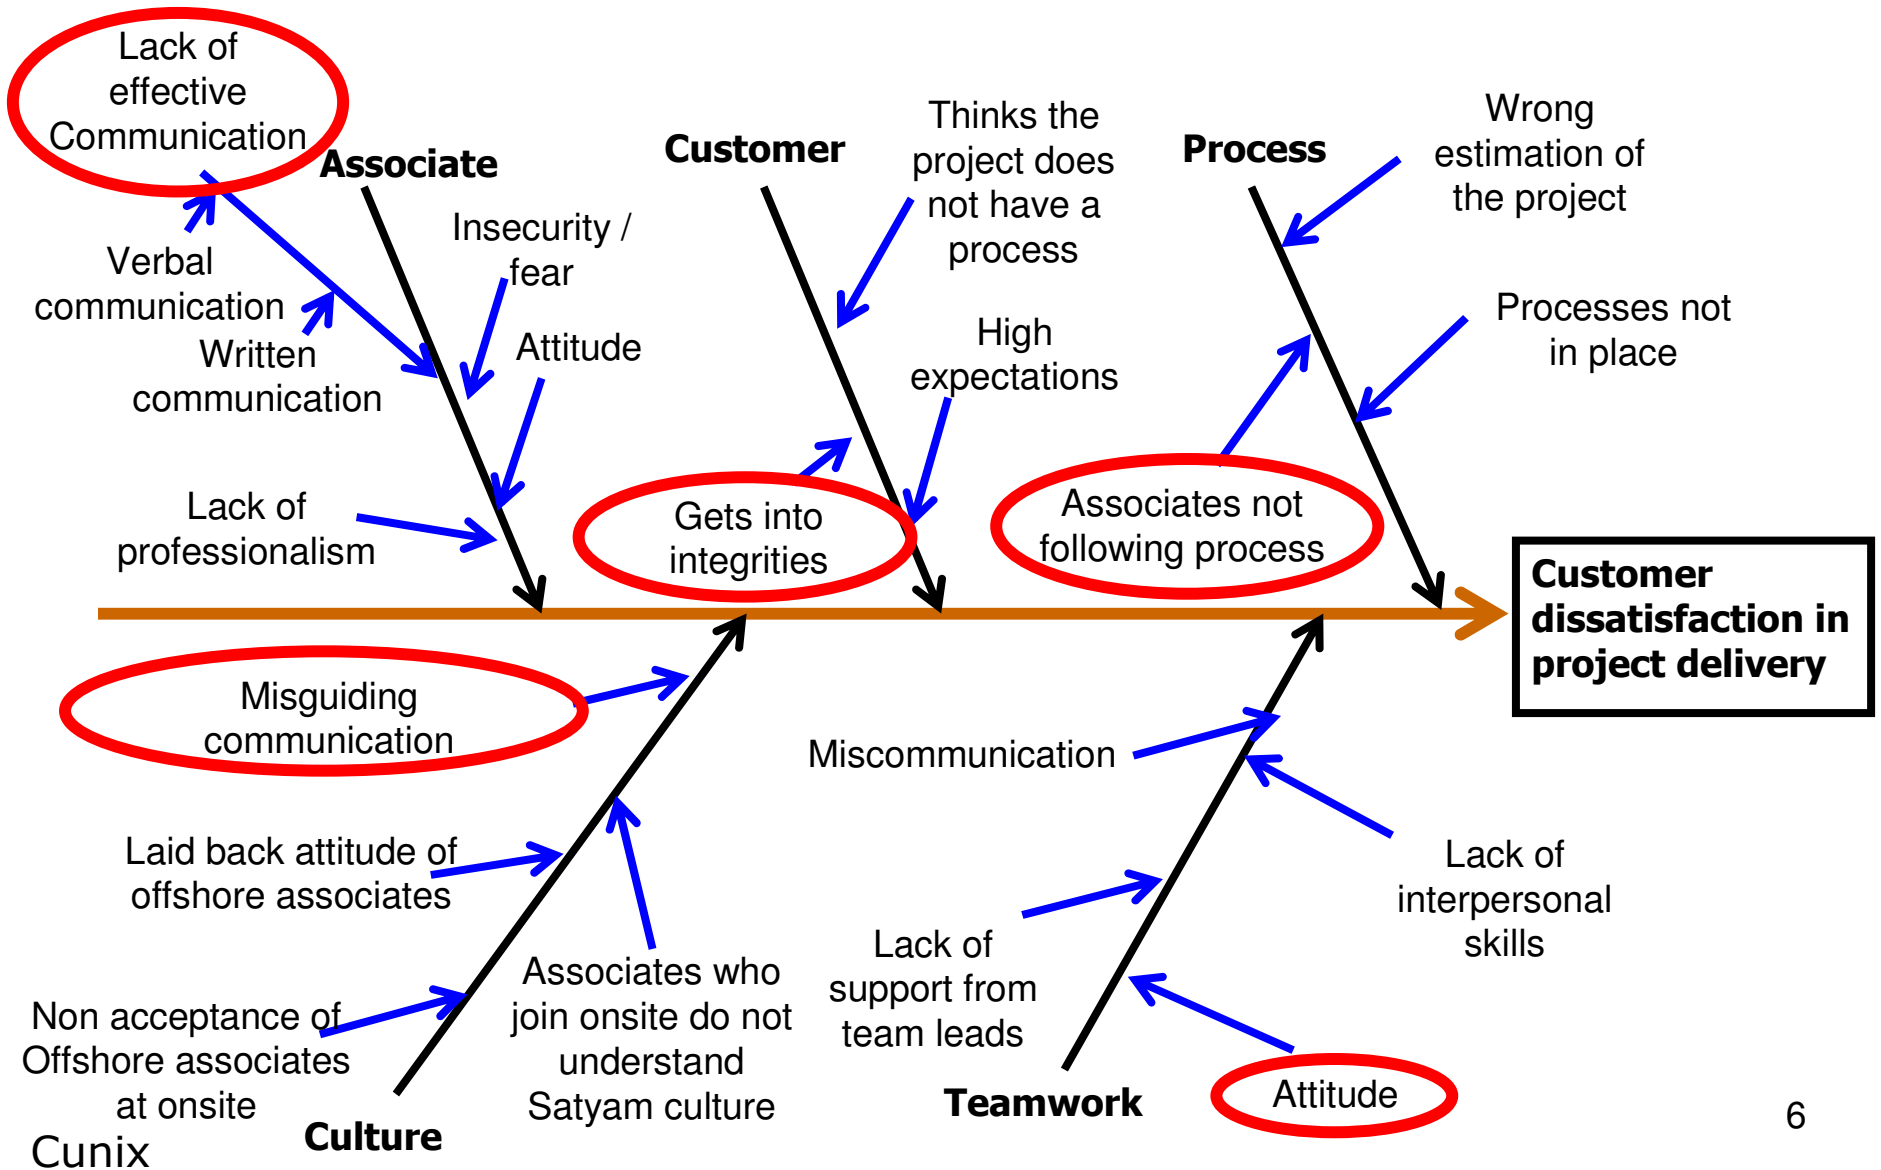 Lack of
effective
Communication
Associate
Customer
Thinks the
project does
not have a
process
Process
Wrong
estimation of
the project
Insecurity /
fear
Verbal
communication
Written
communication
Attitude
High
expectations
Processes not
in place
Lack of
professionalism
Gets into
integrities
Associates not
following process
Customer
dissatisfaction in
project delivery
Misguiding
communication
Miscommunication
Laid back attitude of
offshore associates
Lack of
interpersonal
skills
Lack of
support from
team leads
Non acceptance of
Offshore associates
at onsite
Associates who
join onsite do not
understand
Satyam culture
Culture
Teamwork
Attitude
Cunix
6